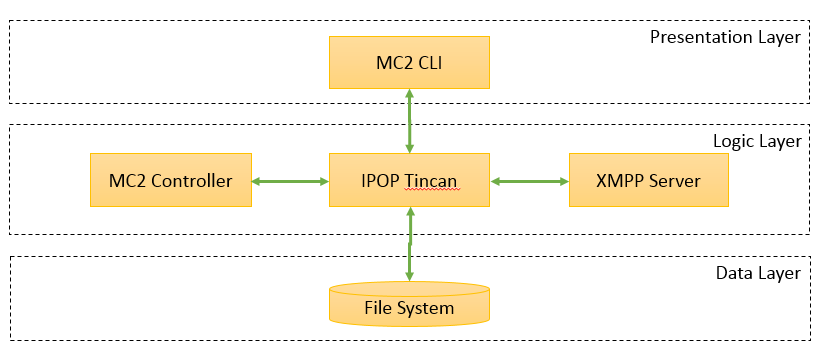 Presentation Layer
MC2 CLI
Logic Layer
MC2 Controller
IPOP Tincan
XMPP Server
Data Layer
File System